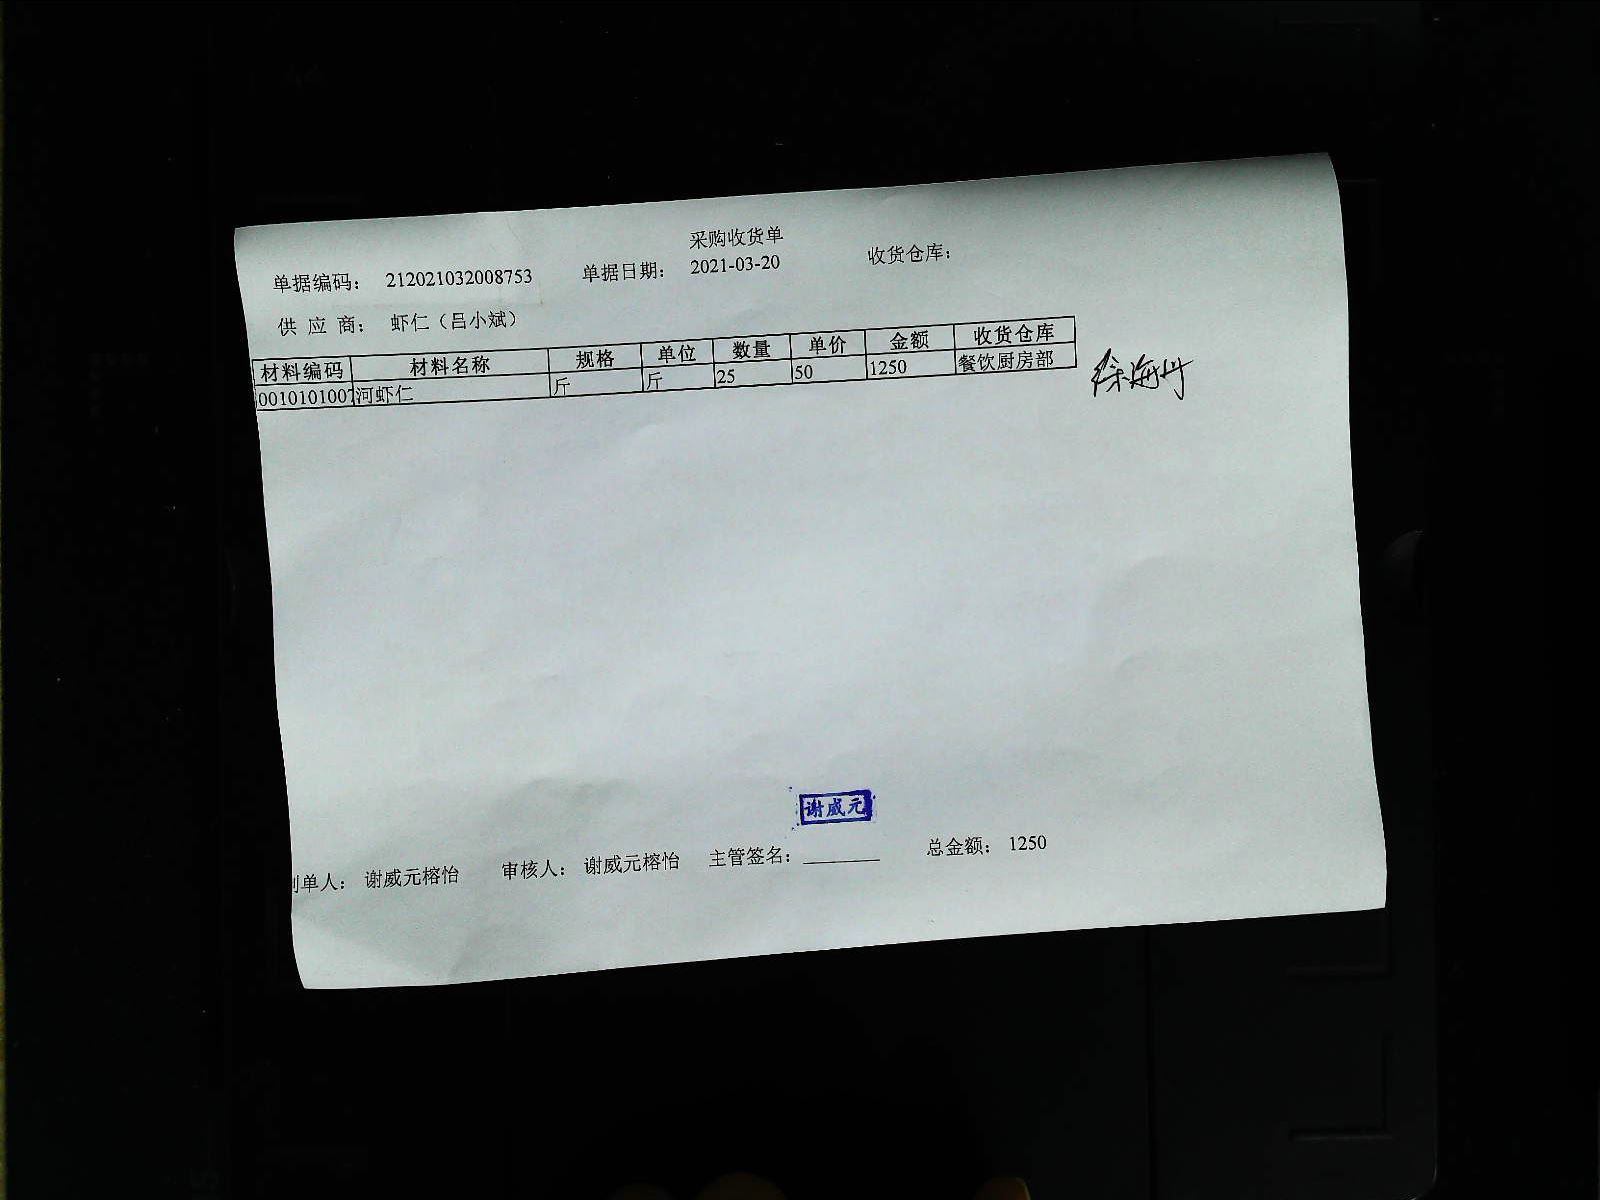 采购收货单
单据编码： 212021032008753 单据日期： 2021-03-20 收货仓库：
供 应 商： 虾仁（吕小斌）
材料编码 材料名称 规格 单位 数量 单价 金额 收货仓库
0010101007 河虾仁 斤 斤 25 50 1250 餐饮厨房部
徐海丹
谢威元
制单人： 谢威元榕怡 审核人： 谢威元榕怡 主管签名： ________ 总金额： 1250